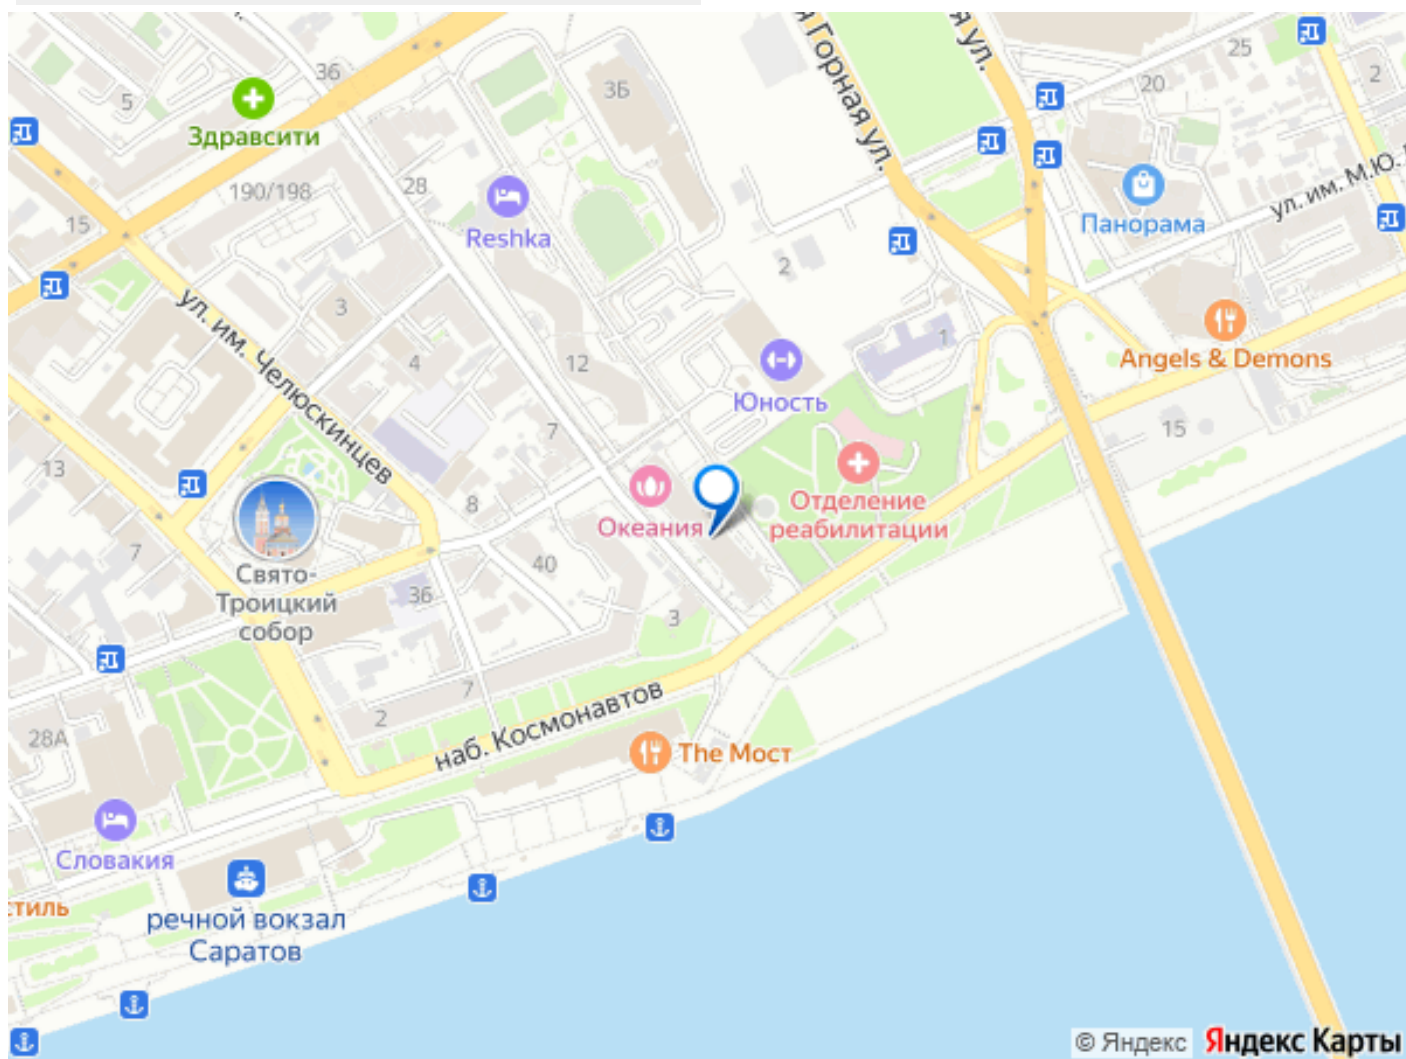 я Горная ул.
я ул.
25
20
2
36
3Б
5
Здравсити
190/198
28
15
Reshka
Панорама
ул. им. М.Ю.
2
3
ул. им. Челюскинцев
4
12
1
Angels & Demons
Юность
7
15
13
8
Океания
Отделение
реабилитации
7
40
Свято-
Троицкий
собор
36
3
7
2
28А
наб. Космонавтов
The Мост
Словакия
стиль
речной вокзал
Саратов
© Яндекс
Яндекс Карты